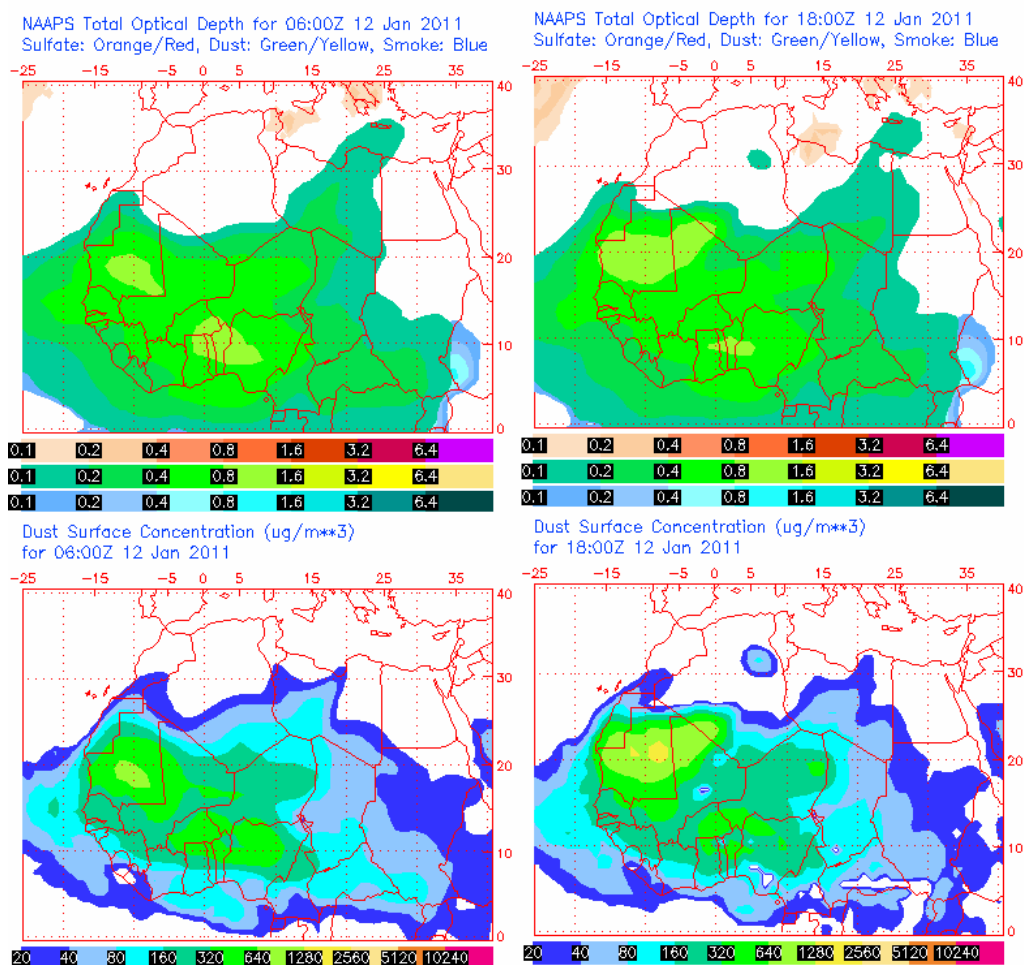 NAAPS Total Optical Depth for 06:00Z 12 Jan 2011
Sulfate: Orange/Red, Dust: Green/Yellow, Smoke: Blue
-25 -15 -10 -5 0 5 15 25 35
40
30
20
10
0
0.1 0.2 0.4 0.8 1.6 3.2 6.4
0.1 0.2 0.4 0.8 1.6 3.2 6.4
0.1 0.2 0.4 0.8 1.6 3.2 6.4
NAAPS Total Optical Depth for 18:00Z 12 Jan 2011
Sulfate: Orange/Red, Dust: Green/Yellow, Smoke: Blue
-25 -15 -10 -5 0 5 15 25 35
40
30
20
10
0
0.1 0.2 0.4 0.8 1.6 3.2 6.4
0.1 0.2 0.4 0.8 1.6 3.2 6.4
0.1 0.2 0.4 0.8 1.6 3.2 6.4
Dust Surface Concentration (ug/m**3)
for 06:00Z 12 Jan 2011
-25 -15 -10 -5 0 5 15 25 35
40
30
20
10
0
20 40 80 160 320 640 1280 2560 5120 10240
Dust Surface Concentration (ug/m**3)
for 18:00Z 12 Jan 2011
-25 -15 -10 -5 0 5 15 25 35
40
30
20
10
0
20 40 80 160 320 640 1280 2560 5120 10240